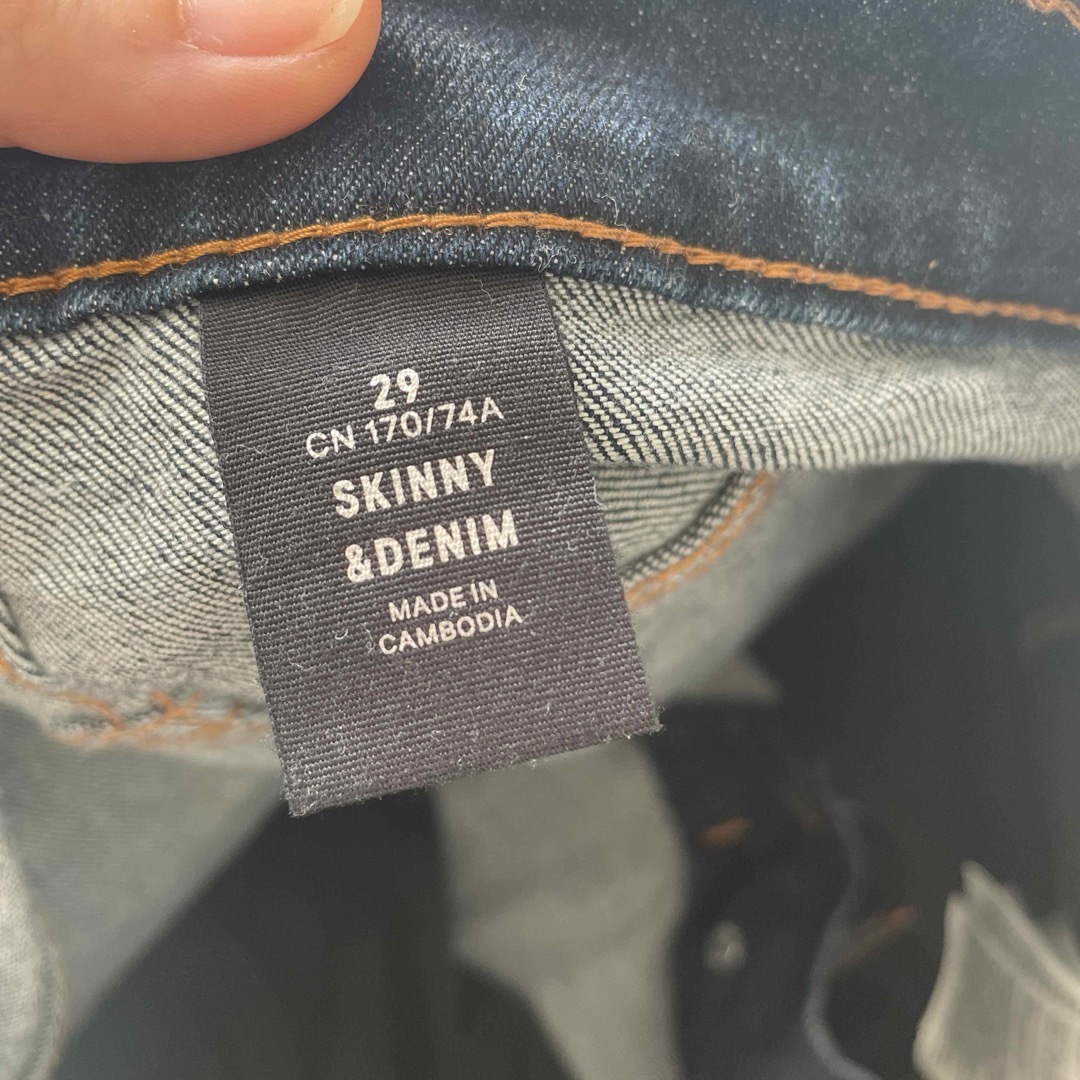 29
CN 170/74A
SKINNY
&DENIM
MADE IN
CAMBODIA